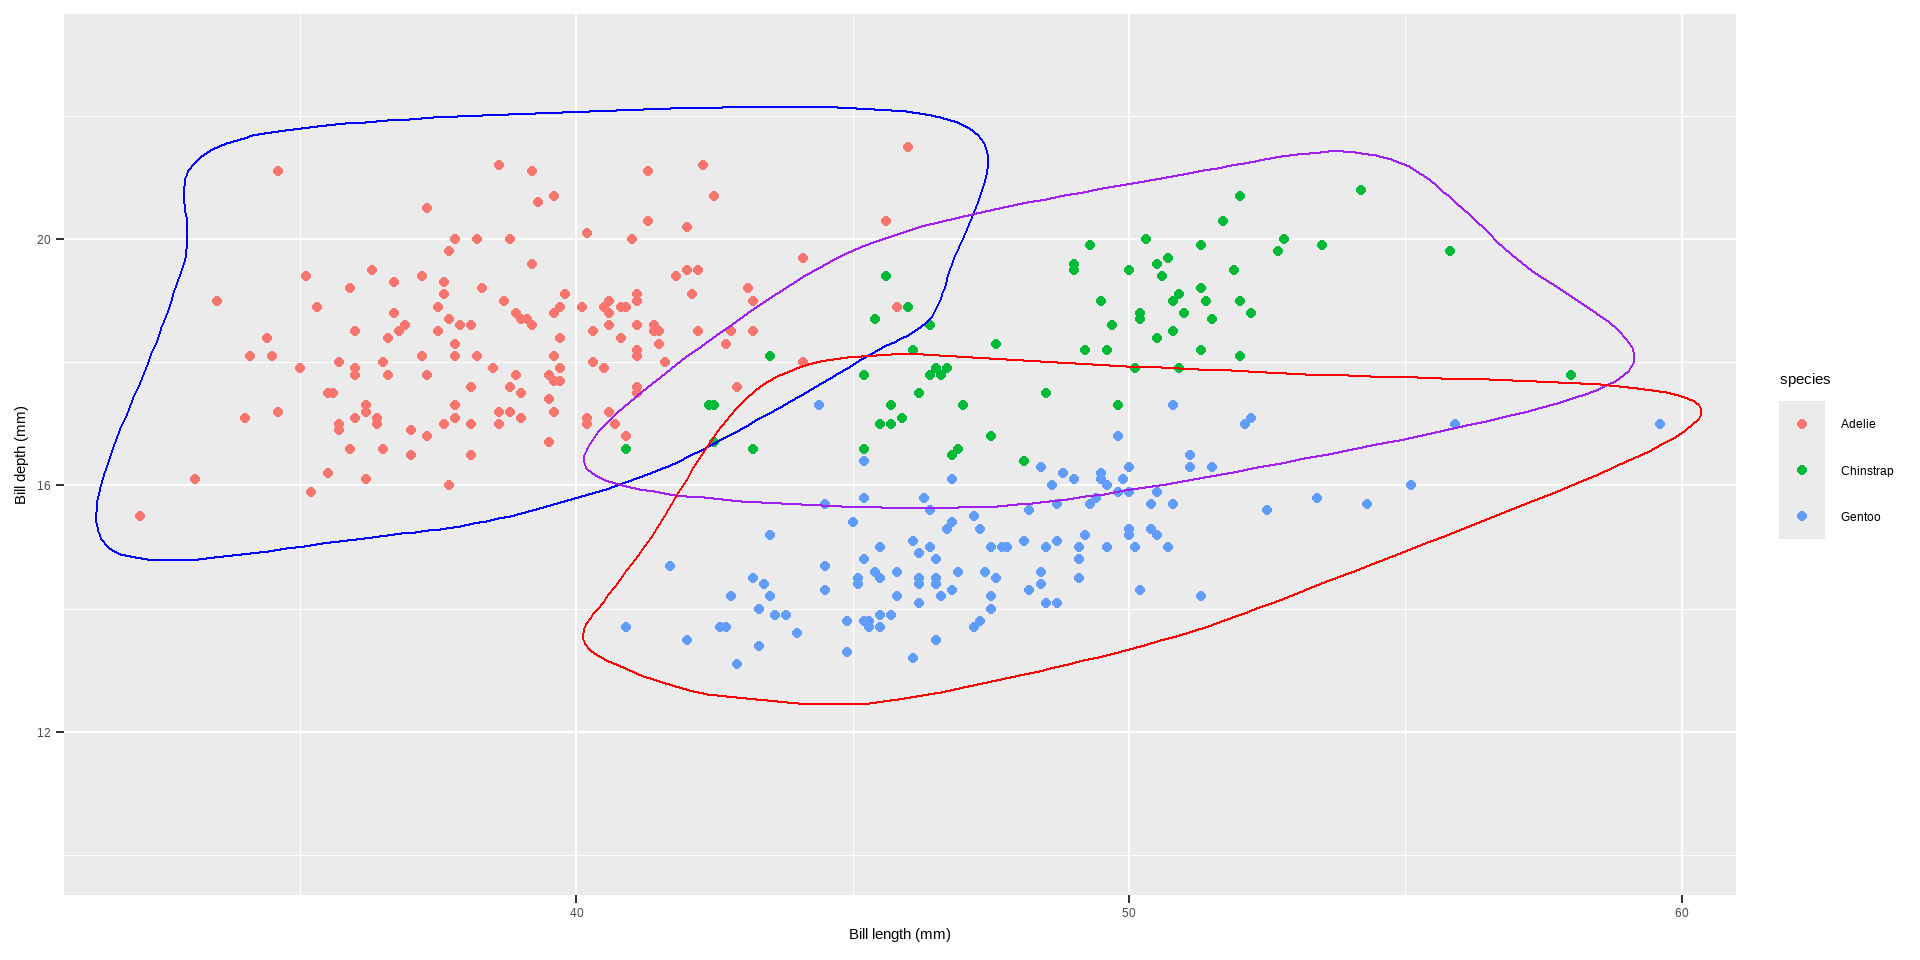 20
16
12
40
50
60
Bill length (mm)
Bill depth (mm)
species
Adelie
Chinstrap
Gentoo